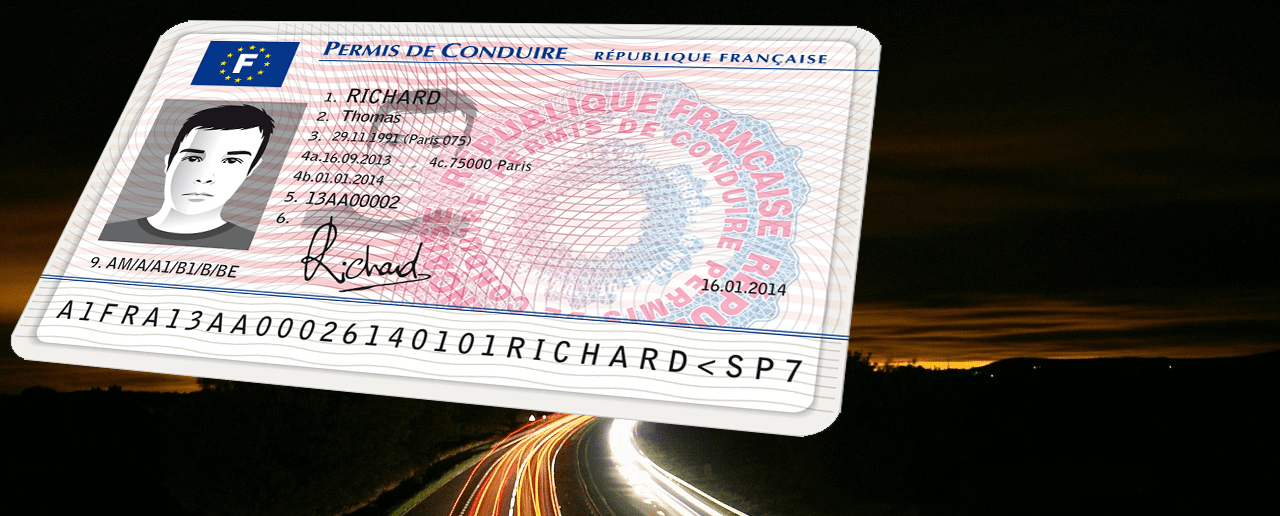 F
PERMIS DE CONDUIRE RÉPUBLIQUE FRANÇAISE
1. RICHARD
2. Thomas
3. 29.11.1991 (Paris 075)
4a.16.09.2013 4c.75000 Paris
4b.01.01.2014
5. 13AA00002
6.
Richard
9. AM/A/A1/B1/B/BE
16.01.2014
RÉPUBLIQUE FRANÇAISE
PERMIS DE CONDUIRE
A1FRA13AA000261401 01RICHARD<SP7